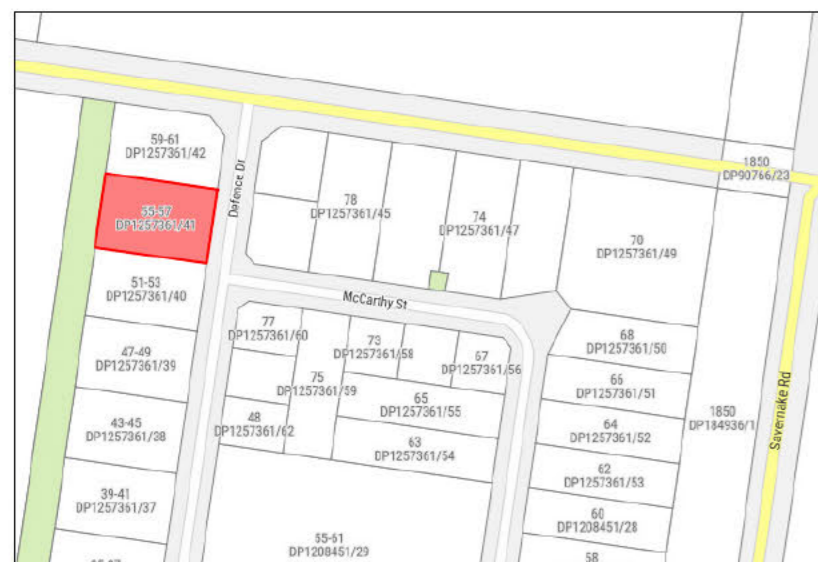 59-61
DP1257361/42
Defence Dr
1850
DP90766/23
55-57
DP1257361/41
78
DP1257361/45
74
DP1257361/47
70
DP1257361/49
51-53
DP1257361/40
McCarthy St
77
DP1257361/60
73
DP1257361/58
67
DP1257361/56
68
DP1257361/50
47-49
DP1257361/39
75
DP1257361/59
66
DP1257361/51
Savernake Rd
43-45
DP1257361/38
48
DP1257361/62
65
DP1257361/55
64
DP1257361/52
1850
DP184936/1
63
DP1257361/54
62
DP1257361/53
39-41
DP1257361/37
60
DP1208451/28
55-61
DP1208451/29
58